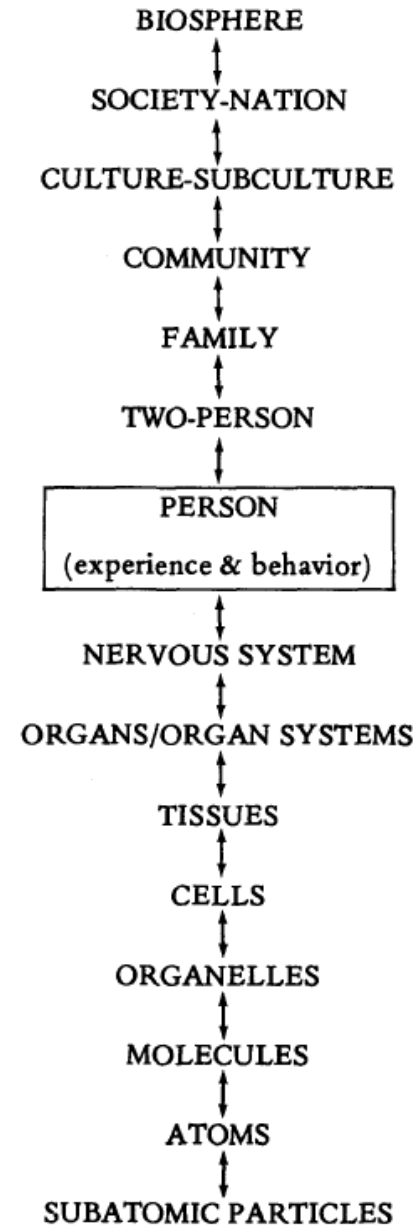 BIOSPHERE
SOCIETY-NATION
CULTURE-SUBCULTURE
COMMUNITY
FAMILY
TWO-PERSON
PERSON
(experience & behavior)
NERVOUS SYSTEM
ORGANS/ORGAN SYSTEMS
TISSUES
CELLS
ORGANELLES
MOLECULES
ATOMS
SUBATOMIC PARTICLES